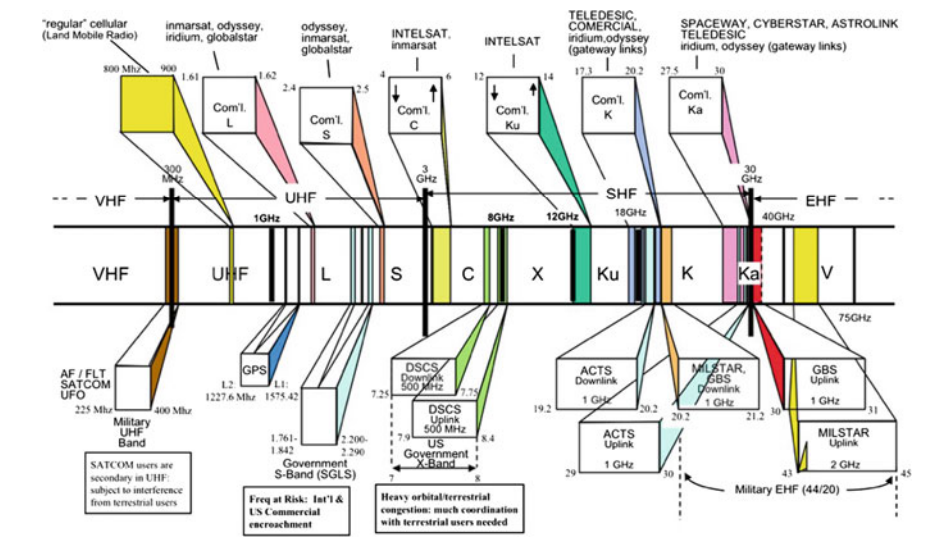 "regular" cellular
(Land Mobile Radio)
inmarsat, odyssey,
iridium, globalstar
odyssey,
inmarsat,
globalstar
INTELSAT,
inmarsat
INTELSAT
TELEDESIC,
COMERCIAL,
iridium,odyssey
(gateway links)
SPACEWAY, CYBERSTAR, ASTROLINK
TELEDESIC
iridium, odyssey (gateway links)
800 Mhz
900
1.61
1.62
2.4
2.5
4
6
12
14
17.3
20.2
27.5
30
Com'l.
L
Com'l.
S
Com'l.
C
Com'l.
Ku
Com'l.
K
Com'l.
Ka
300
MHz
3
GHz
30
GHz
VHF
UHF
SHF
EHF
1GHz
8GHz
12GHz
18GHz
40GHz
VHF
UHF
L
S
C
X
Ku
K
Ka
V
75GHz
AF / FLT
SATCOM
UFO
225 Mhz
400 Mhz
Military
UHF
Band
GPS
L2:
1227.6 Mhz
L1:
1575.42
1.761-
1.842
2.200-
2.290
Government
S-Band (SGLS)
DSCS
Downlink
500 MHz
7.25
7.75
DSCS
Uplink
500 MHz
7.9
8.4
US
Government
X-Band
7
8
ACTS
Downlink
1 GHz
19.2
20.2
MILSTAR,
GBS
Downlink
1 GHz
20.2
21.2
GBS
Uplink
1 GHz
30
31
ACTS
Uplink
1 GHz
29
30
MILSTAR
Uplink
2 GHz
43
45
Military EHF (44/20)
SATCOM users are
secondary in UHF:
subject to interference
from terrestrial users
Freq at Risk: Int'l &
US Commercial
encroachment
Heavy orbital/terrestrial
congestion: much coordination
with terrestrial users needed